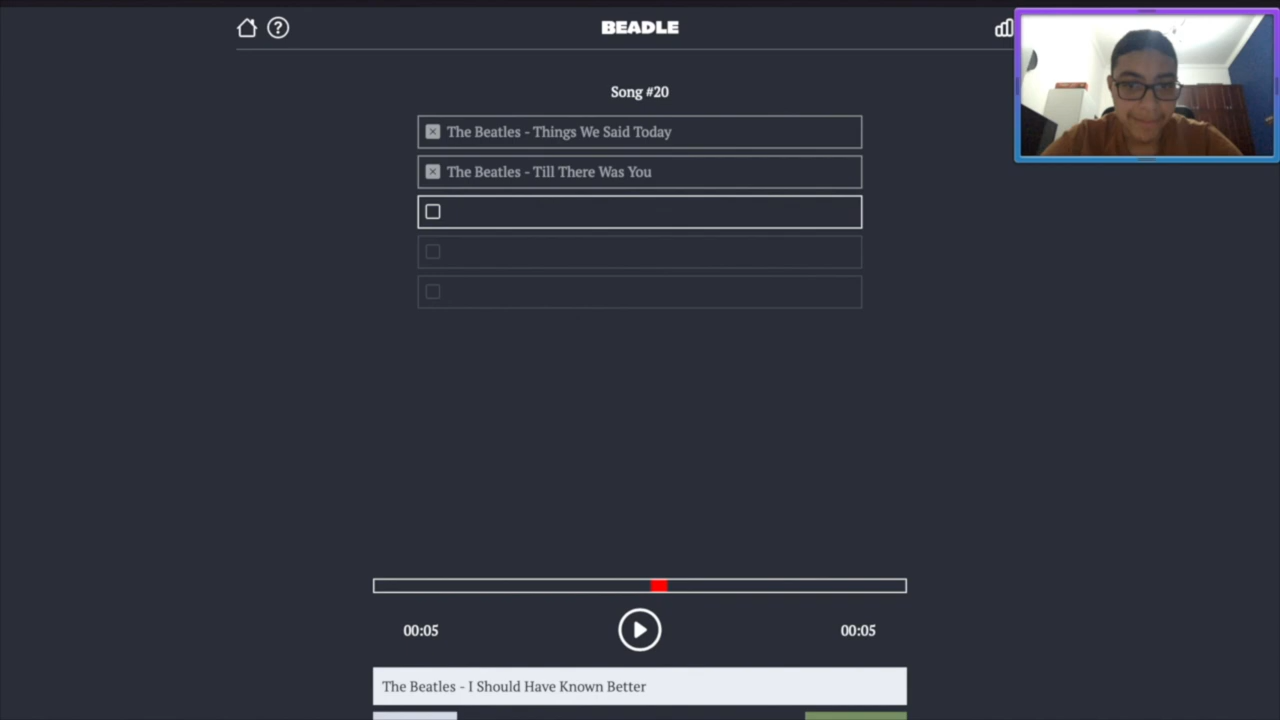 BEADLE
Song #20
The Beatles - Things We Said Today
The Beatles - Till There Was You
00:05
00:05
The Beatles - I Should Have Known Better